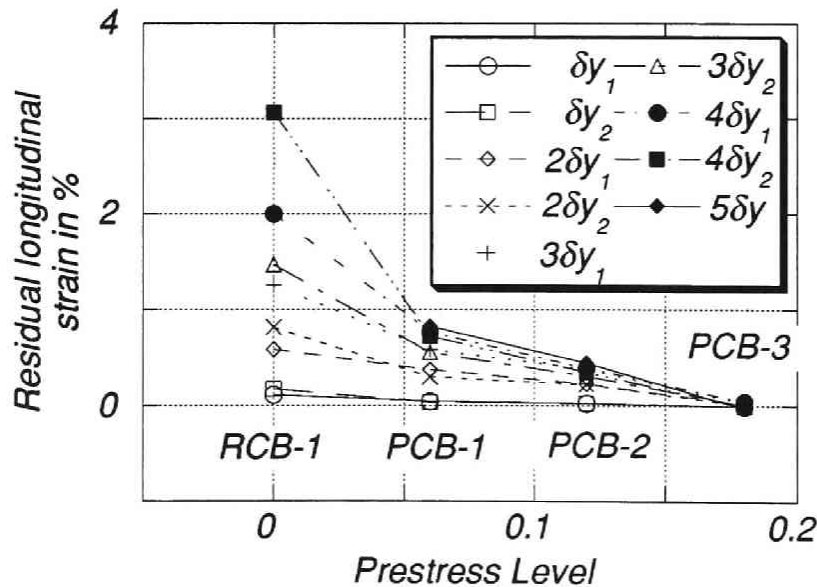 4
2
0
Residual longitudinal
strain in %
δy₁
δy₂
2δy₁
2δy₂
3δy₁
3δy₂
4δy₁
4δy₂
5δy
RCB-1
PCB-1
PCB-2
PCB-3
0
0.1
0.2
Prestress Level